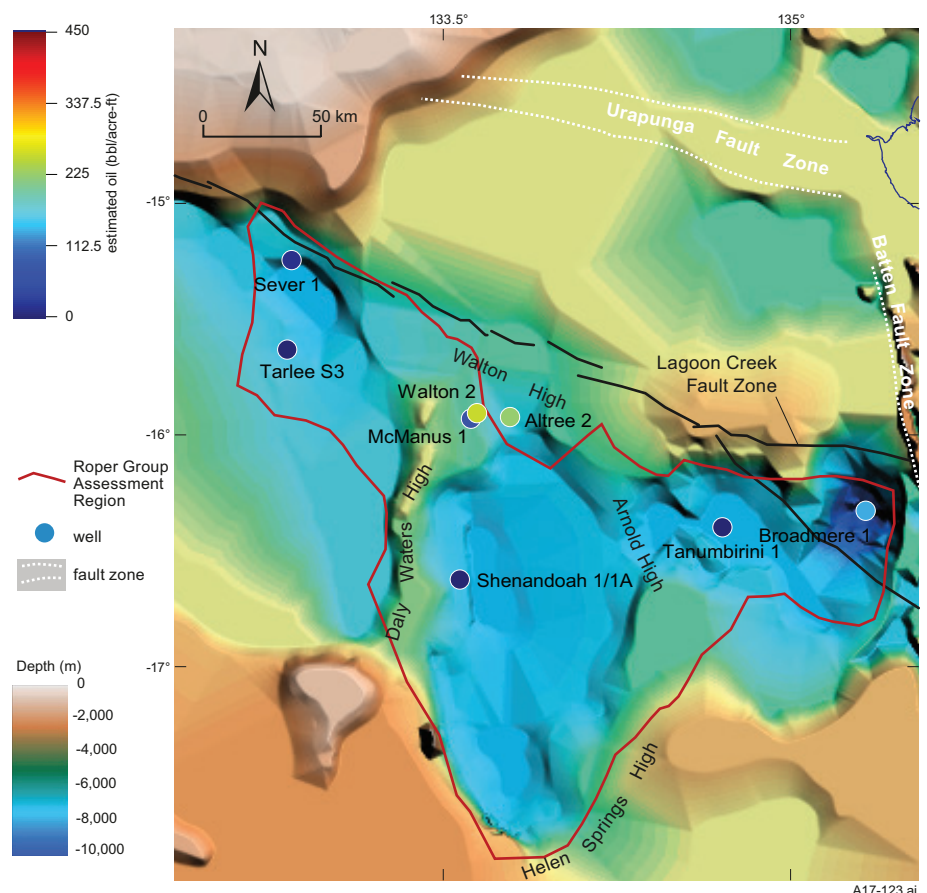 450
337.5
225
112.5
0
estimated oil (bbl/acre-ft)
133.5°
135°
N
0
50 km
-15°
-16°
-17°
Urapunga Fault Zone
Batten Fault Zone
Sever 1
Tarlee S3
Walton High
Walton 2
McManus 1
Altree 2
Lagoon Creek
Fault Zone
Daly Waters High
Arnold High
Broadmere 1
Tanumbirini 1
Shenandoah 1/1A
Helen Springs High
Roper Group
Assessment
Region
well
fault zone
Depth (m)
0
-2,000
-4,000
-6,000
-8,000
-10,000
A17-123.ai